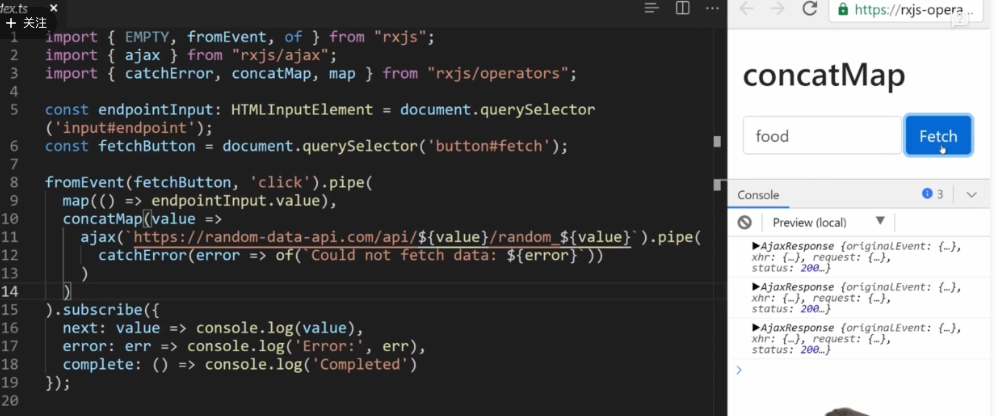 dex.ts ×
+ 关注
1 import { EMPTY, fromEvent, of } from "rxjs";
2 import { ajax } from "rxjs/ajax";
3 import { catchError, concatMap, map } from "rxjs/operators";
4
5 const endpointInput: HTMLInputElement = document.querySelector
('input#endpoint');
6 const fetchButton = document.querySelector('button#fetch');
7
8 fromEvent(fetchButton, 'click').pipe(
9 map(() => endpointInput.value),
10 concatMap(value =>
11 ajax(`https://random-data-api.com/api/${value}/random_${value}`).pipe(
12 catchError(error => of(`Could not fetch data: ${error}`))
13 )
14 )
15 ).subscribe({
16 next: value => console.log(value),
17 error: err => console.log('Error:', err),
18 complete: () => console.log('Completed')
19 });
20
https://rxjs-opera...
concatMap
food
Fetch
Console
3
Preview (local)
▶AjaxResponse {originalEvent: {…},
xhr: {…}, request: {…},
status: 200…}
▶AjaxResponse {originalEvent: {…},
xhr: {…}, request: {…},
status: 200…}
▶AjaxResponse {originalEvent: {…},
xhr: {…}, request: {…},
status: 200…}